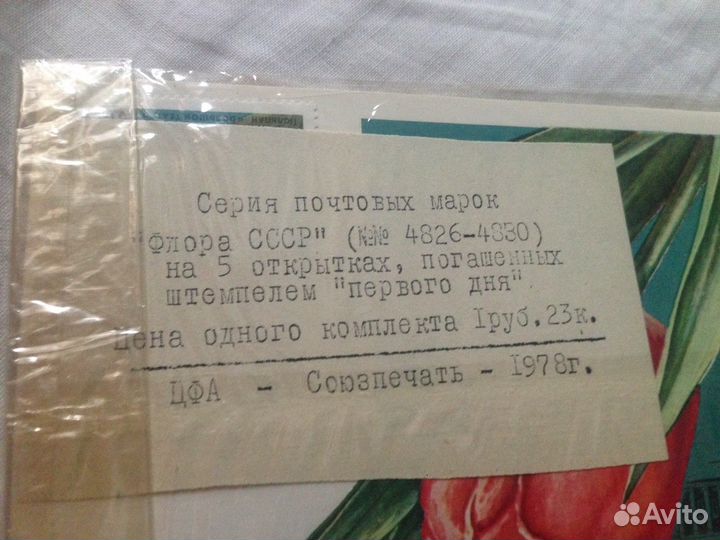 Серия почтовых марок
"Флора СССР" (№№ 4826-4830)
на 5 открытках, погашенных
штемпелем "первого дня"
Цена одного комплекта 1руб.23к.
ЦФА - Союзпечать - 1978г.
Avito